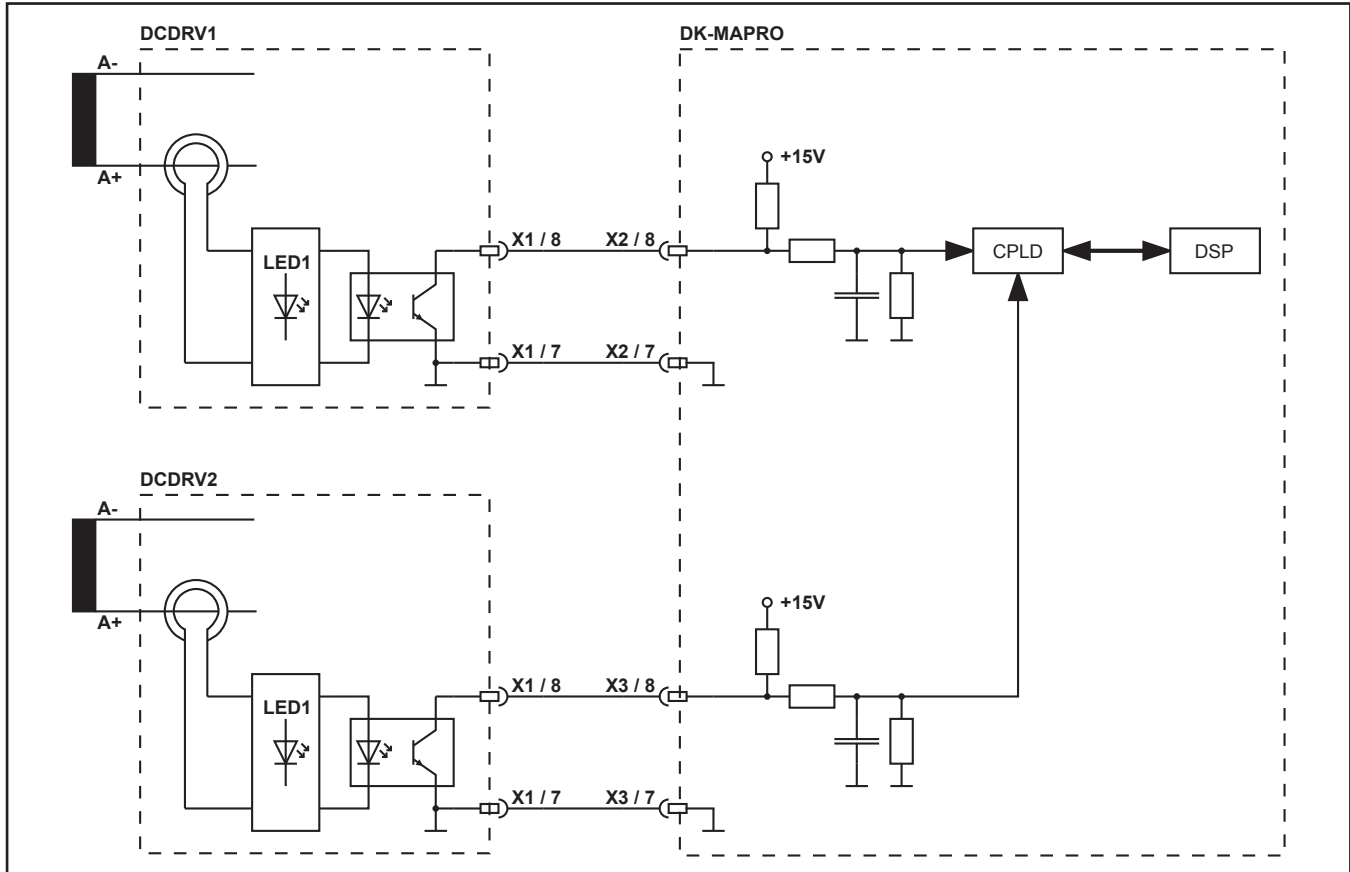 DCDRV1
DK-MAPRO
A-
+15V
A+
X1 / 8
X2 / 8
LED1
CPLD
DSP
X1 / 7
X2 / 7
DCDRV2
A-
+15V
A+
X1 / 8
X3 / 8
LED1
X1 / 7
X3 / 7